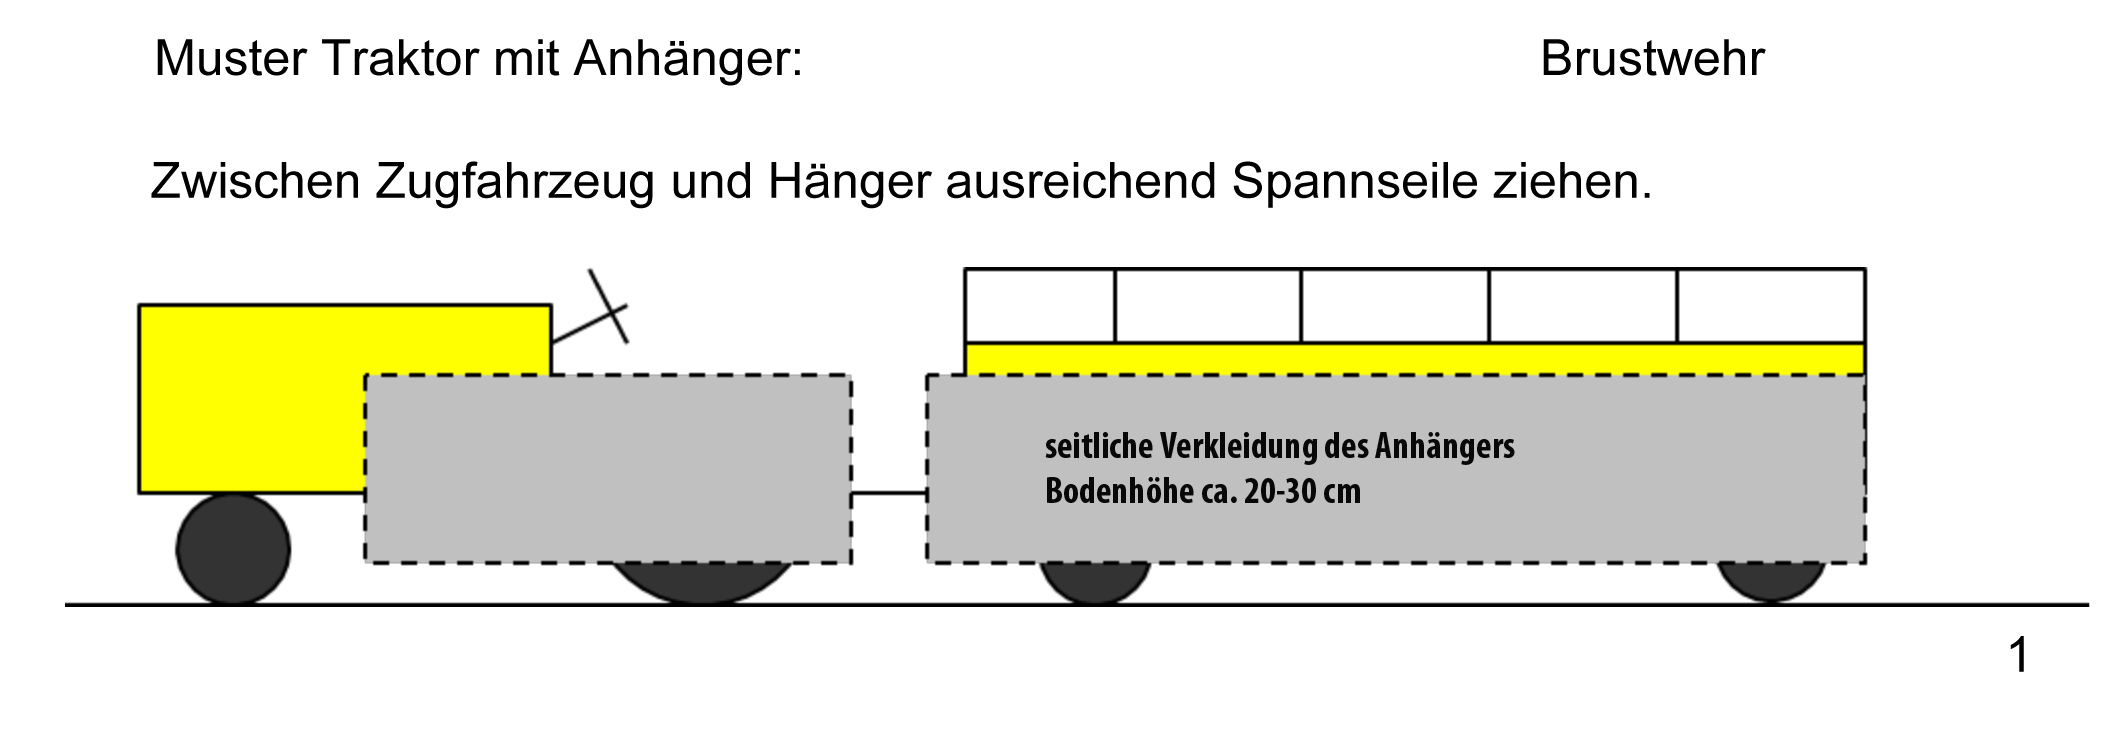 Muster Traktor mit Anhänger: Brustwehr
Zwischen Zugfahrzeug und Hänger ausreichend Spannseile ziehen.
seitliche Verkleidung des Anhängers
Bodenhöhe ca. 20-30 cm
1